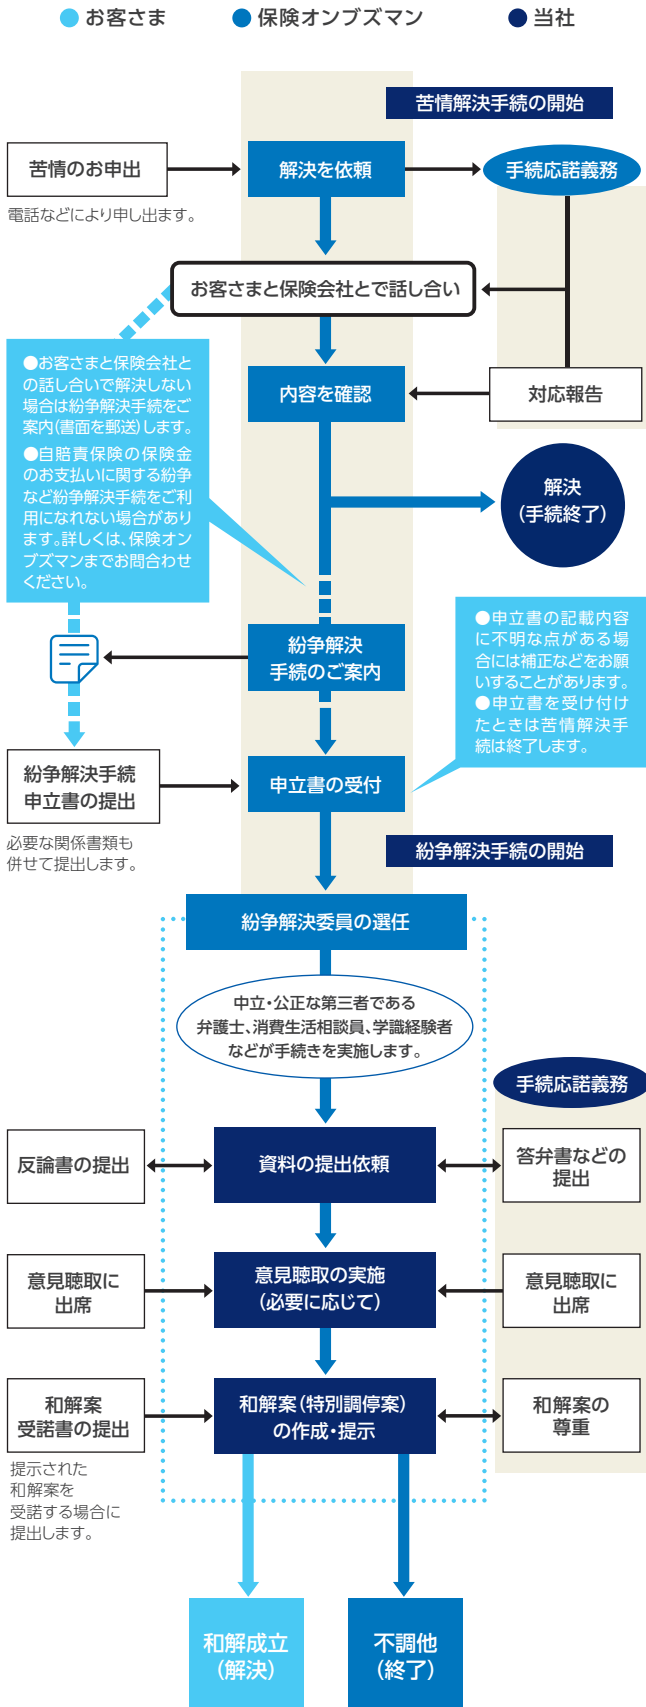 お客さま
保険オンブズマン
当社
苦情解決手続の開始
苦情のお申出
解決を依頼
手続応諾義務
電話などにより申し出ます。
お客さまと保険会社とで話し合い
●お客さまと保険会社と
の話し合いで解決しない
場合は紛争解決手続をご
案内(書面を郵送)します。
●自賠責保険の保険金
のお支払いに関する紛争
など紛争解決手続をご利
用になれない場合があり
ます。詳しくは、保険オン
ブズマンまでお問合わせ
ください。
内容を確認
対応報告
解決
(手続終了)
紛争解決
手続のご案内
●申立書の記載内容
に不明な点がある場
合には補正などをお願
いすることがあります。
●申立書を受け付け
たときは苦情解決手
続は終了します。
紛争解決手続
申立書の提出
申立書の受付
必要な関係書類も
併せて提出します。
紛争解決手続の開始
紛争解決委員の選任
中立・公正な第三者である
弁護士、消費生活相談員、学識経験者
などが手続きを実施します。
手続応諾義務
反論書の提出
資料の提出依頼
答弁書などの
提出
意見聴取に
出席
意見聴取の実施
(必要に応じて)
意見聴取に
出席
和解案
受諾書の提出
和解案(特別調停案)
の作成・提示
和解案の
尊重
提示された
和解案を
受諾する場合に
提出します。
和解成立
(解決)
不調他
(終了)